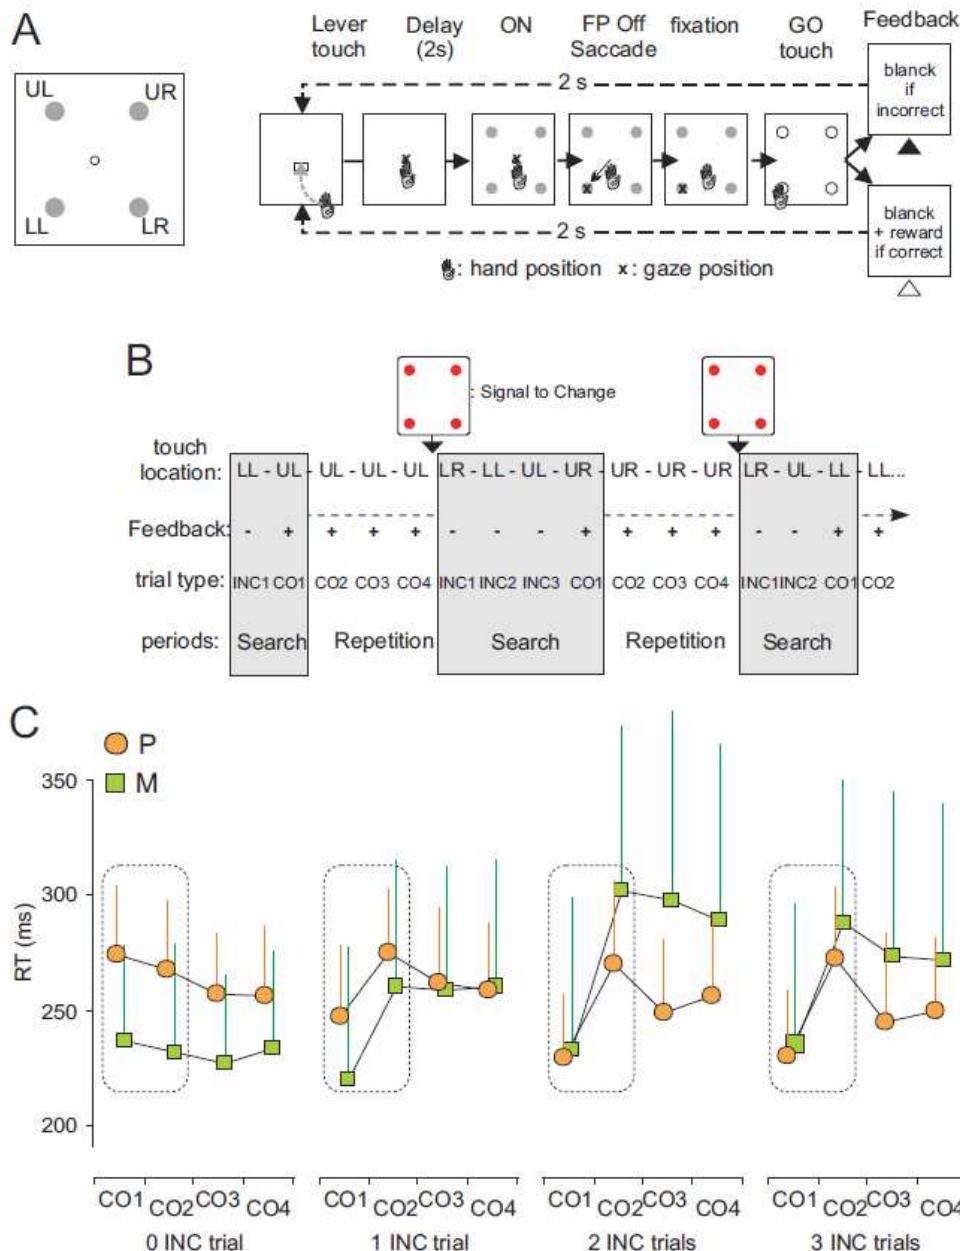 A
UL
UR
LL
LR
Lever touch
Delay (2s)
ON
FP Off Saccade
fixation
GO touch
Feedback
2 s
blanck if incorrect
2 s
blanck + reward if correct
: hand position x : gaze position
B
: Signal to Change
touch location: LL - UL - UL - UL - UL LR - LL - UL - UR - UR - UR - UR LR - UL - LL - LL...
Feedback: - + + + + - - - + + + + - - + +
trial type: INC1 CO1 CO2 CO3 CO4 INC1 INC2 INC3 CO1 CO2 CO3 CO4 INC1 INC2 CO1 CO2
periods: Search Repetition Search Repetition Search
C
P
M
RT (ms)
350
300
250
200
CO1 CO2 CO3 CO4 CO1 CO2 CO3 CO4 CO1 CO2 CO3 CO4 CO1 CO2 CO3 CO4
0 INC trial 1 INC trial 2 INC trials 3 INC trials